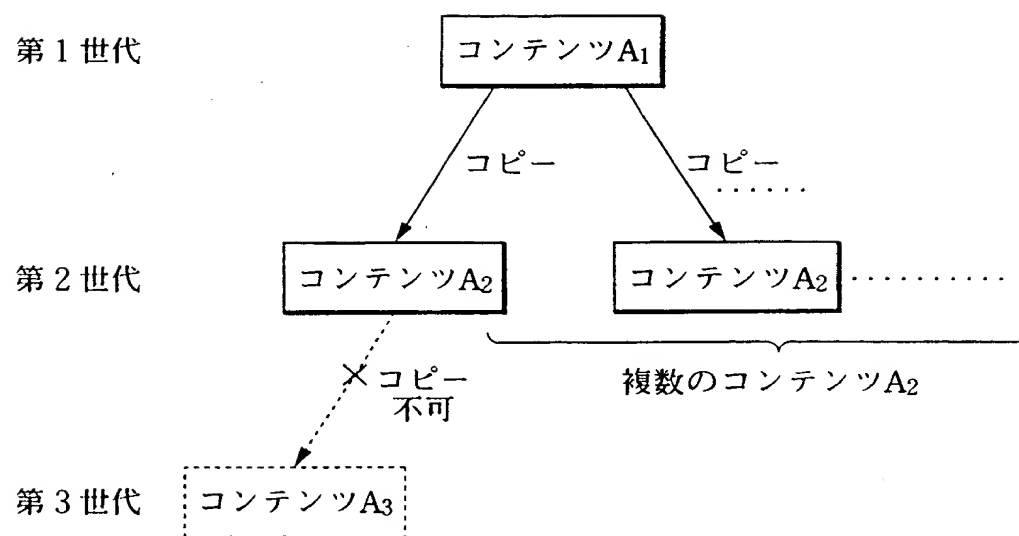 第1世代 コンテンツA1
コピー コピー
‥‥‥
第2世代 コンテンツA2 コンテンツA2 ‥‥‥‥‥
コピー
不可
複数のコンテンツA2
第3世代 コンテンツA3